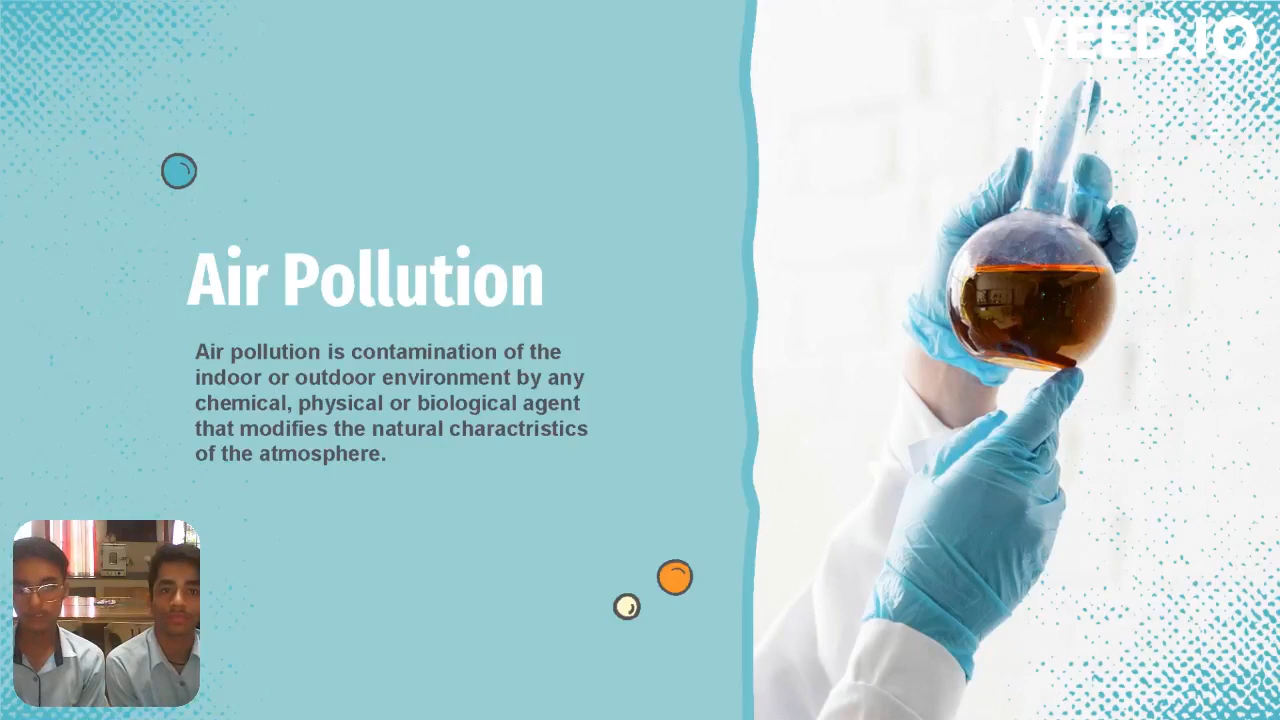 VEED.IO
Air Pollution
Air pollution is contamination of the
indoor or outdoor environment by any
chemical, physical or biological agent
that modifies the natural charactristics
of the atmosphere.